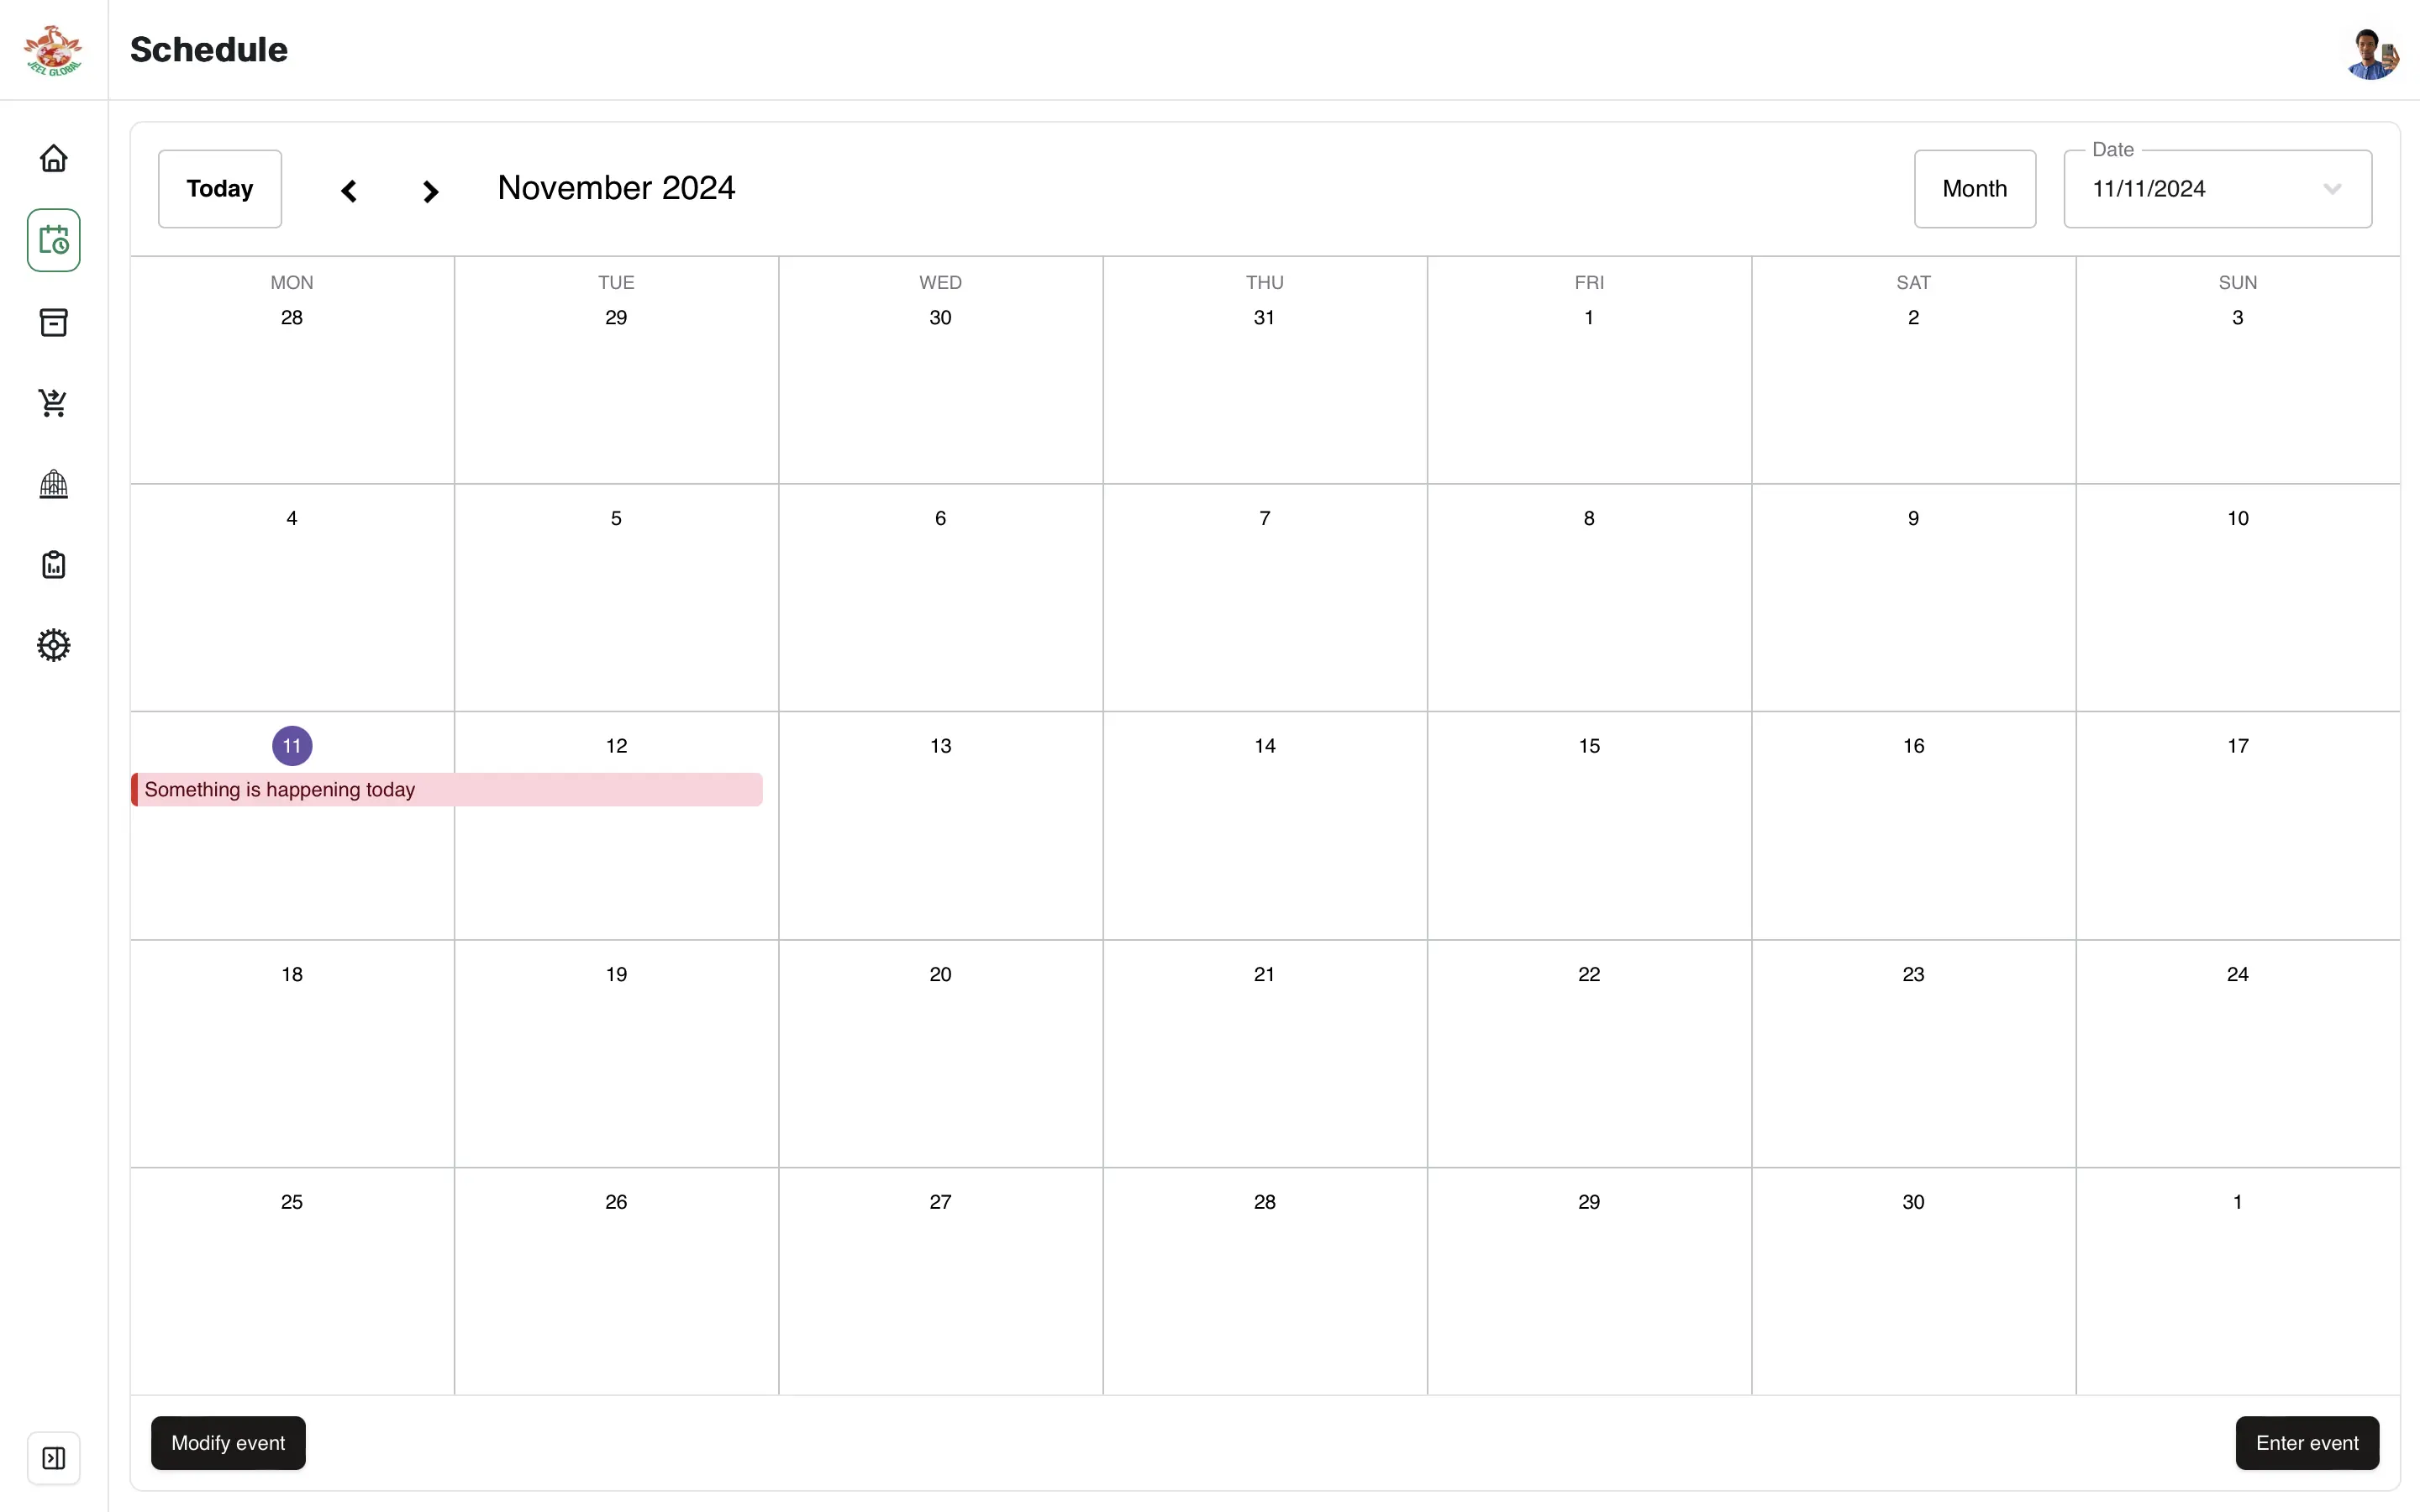 JEEL GLOBAL
Schedule
Today
November 2024
Month
Date
11/11/2024
MON TUE WED THU FRI SAT SUN
28 29 30 31 1 2 3
4 5 6 7 8 9 10
11 12 13 14 15 16 17
Something is happening today
18 19 20 21 22 23 24
25 26 27 28 29 30 1
Modify event
Enter event